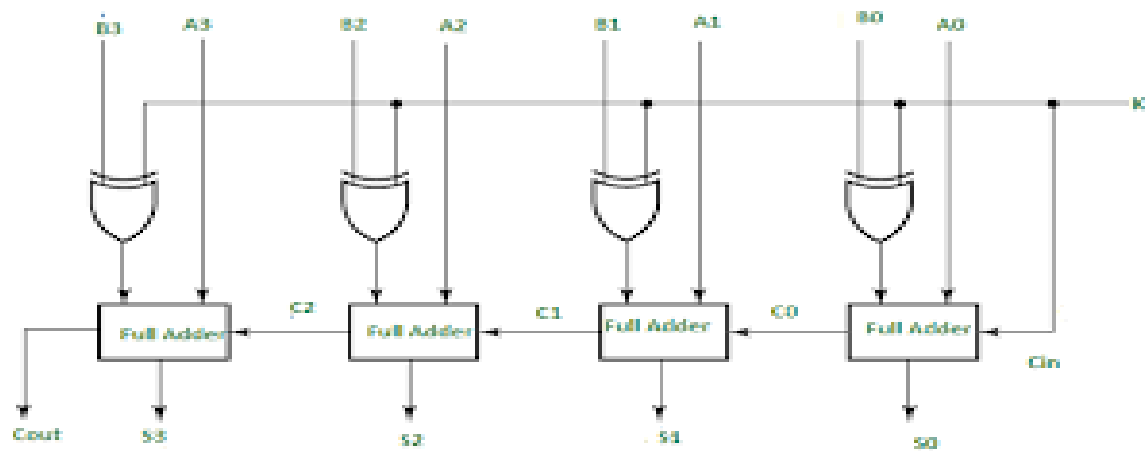 B3 A3 B2 A2 B1 A1 B0 A0
K
Full Adder C2 Full Adder C1 Full Adder C0 Full Adder
Cin
Cout S3 S2 S1 S0